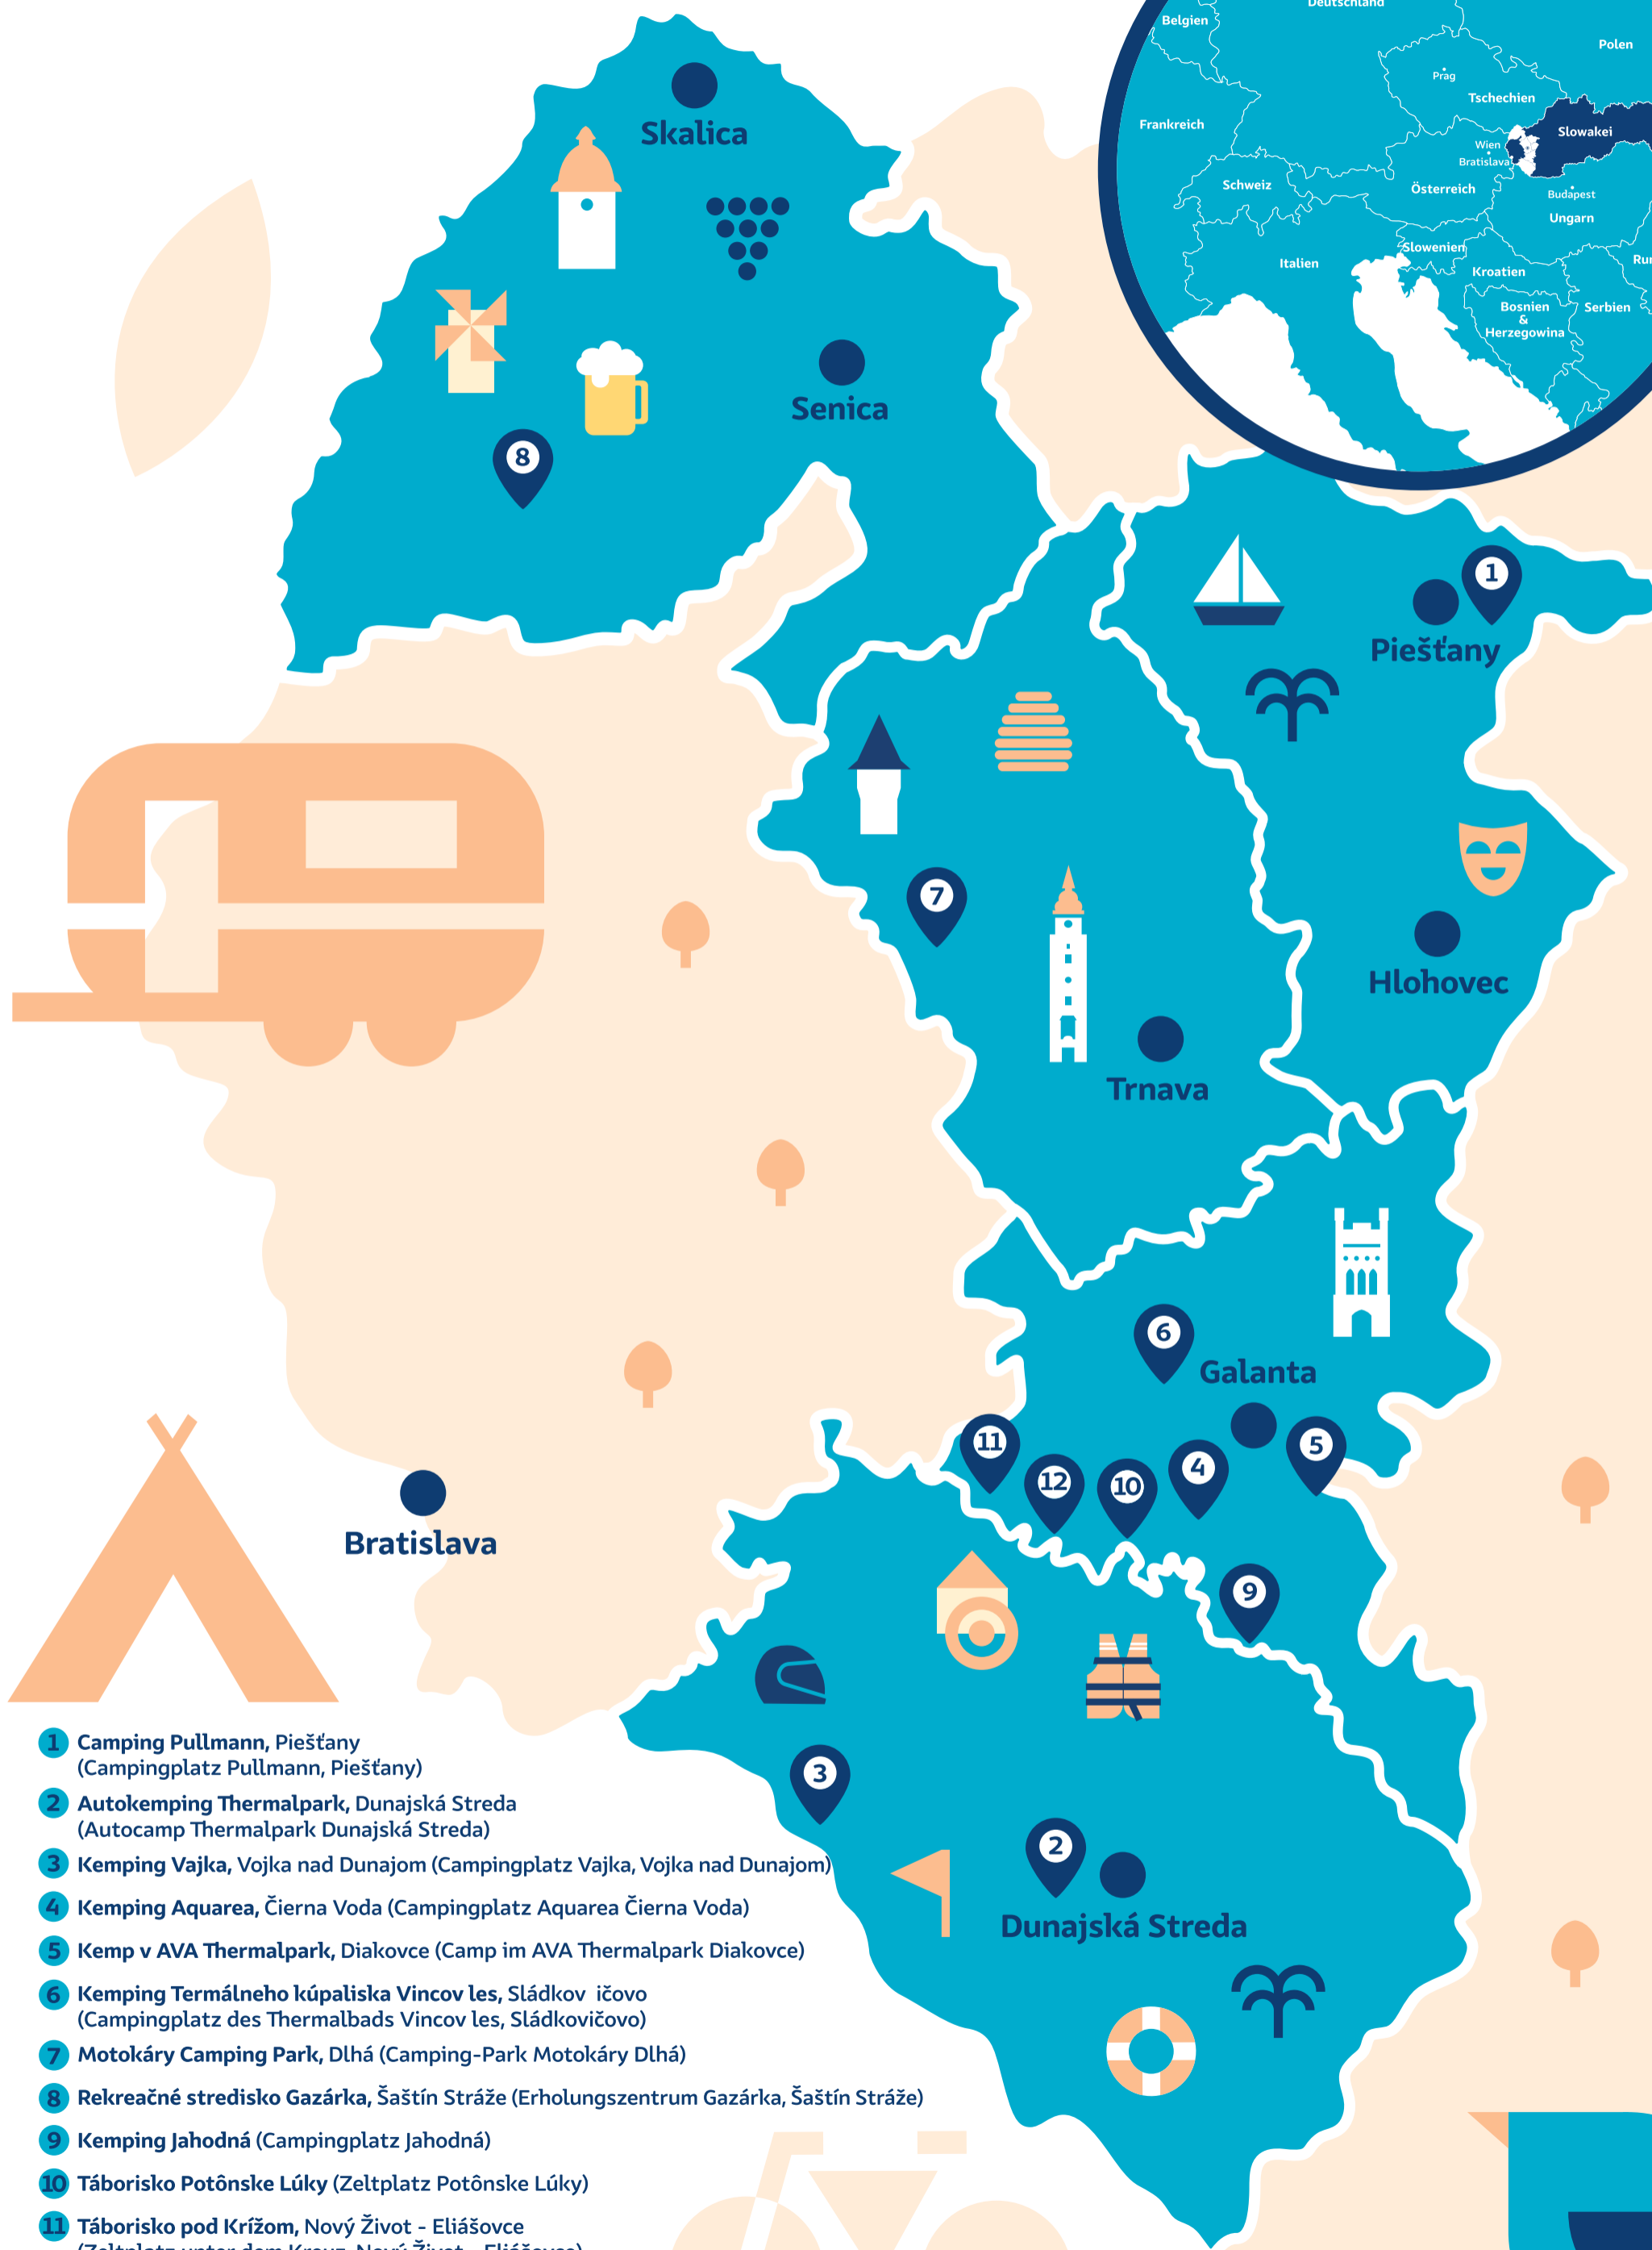 Deutschland
Belgien
Polen
Prag
Tschechien
Frankreich
Slowakei
Wien
Bratislava
Schweiz
Österreich
Budapest
Ungarn
Slowenien
Italien
Kroatien
Bosnien
&
Herzegowina
Serbien
Skalica
Senica
8
1
Piešťany
7
Hlohovec
Trnava
6
Galanta
11
12
10
4
5
Bratislava
9
3
2
Dunajská Streda
1 Camping Pullmann, Piešťany
(Campingplatz Pullmann, Piešťany)
2 Autokemping Thermalpark, Dunajská Streda
(Autocamp Thermalpark Dunajská Streda)
3 Kemping Vajka, Vojka nad Dunajom (Campingplatz Vajka, Vojka nad Dunajom)
4 Kemping Aquarea, Čierna Voda (Campingplatz Aquarea Čierna Voda)
5 Kemp v AVA Thermalpark, Diakovce (Camp im AVA Thermalpark Diakovce)
6 Kemping Termálneho kúpaliska Vincov les, Sládkov ičovo
(Campingplatz des Thermalbads Vincov les, Sládkovičovo)
7 Motokáry Camping Park, Dlhá (Camping-Park Motokáry Dlhá)
8 Rekreačné stredisko Gazárka, Šaštín Stráže (Erholungszentrum Gazárka, Šaštín Stráže)
9 Kemping Jahodná (Campingplatz Jahodná)
10 Táborisko Potônske Lúky (Zeltplatz Potônske Lúky)
11 Táborisko pod Krížom, Nový Život - Eliášovce